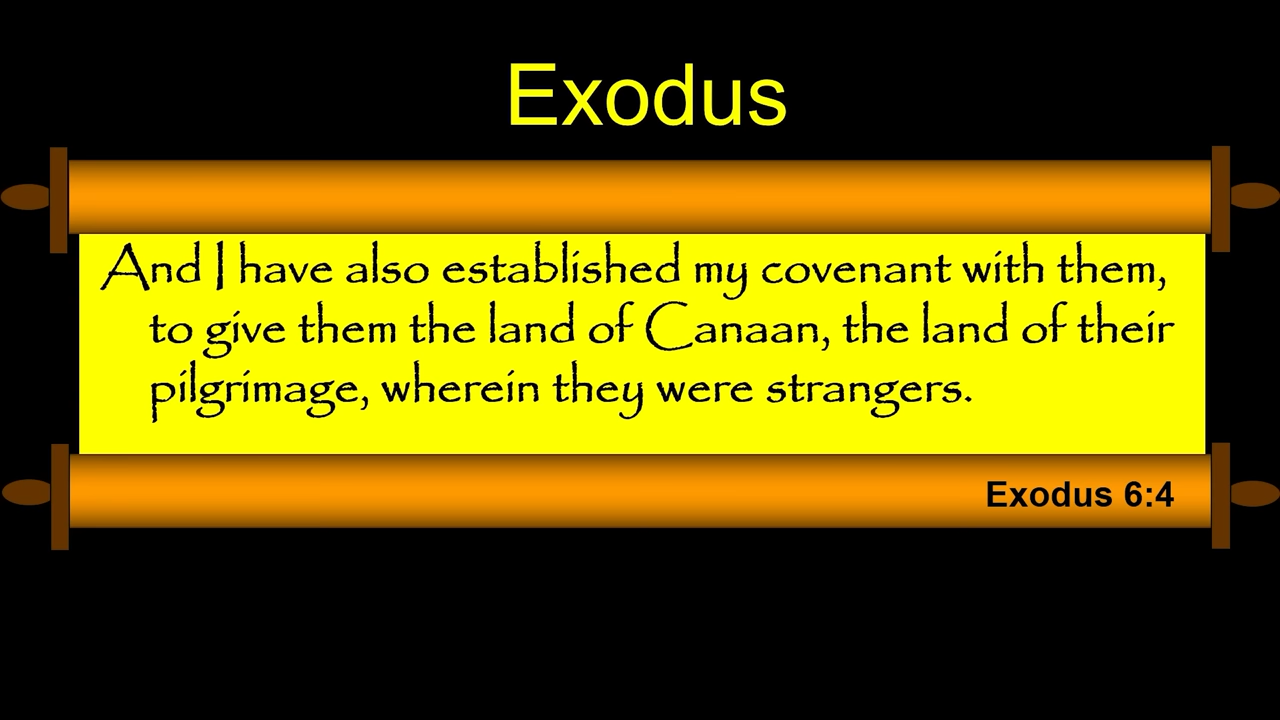 Exodus
And I have also established my covenant with them,
to give them the land of Canaan, the land of their
pilgrimage, wherein they were strangers.
Exodus 6:4